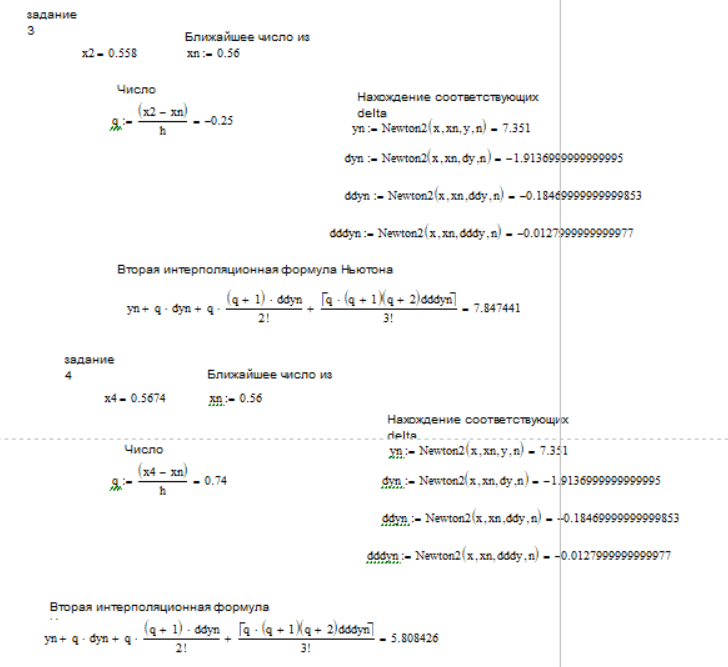 задание
3
Ближайшее число из
x2 = 0.558
xn := 0.56
Число
q := (x2 − xn) / h = −0.25
Нахождение соответствующих
delta
yn := Newton2(x,xn,y,n) = 7.351
dyn := Newton2(x,xn,dy,n) = −1.9136999999999995
ddyn := Newton2(x,xn,ddy,n) = −0.18469999999999853
dddyn := Newton2(x,xn,dddy,n) = −0.0127999999999977
Вторая интерполяционная формула Ньютона
yn + q · dyn + q · (q + 1) · ddyn / 2! + [q · (q + 1)(q + 2)dddyn] / 3! = 7.847441
задание
4
Ближайшее число из
x4 = 0.5674
xn := 0.56
Нахождение соответствующих
delta
Число
q := (x4 − xn) / h = 0.74
yn := Newton2(x,xn,y,n) = 7.351
dyn := Newton2(x,xn,dy,n) = −1.9136999999999995
ddyn := Newton2(x,xn,ddy,n) = −0.18469999999999853
dddyn := Newton2(x,xn,dddy,n) = −0.0127999999999977
Вторая интерполяционная формула
yn + q · dyn + q · (q + 1) · ddyn / 2! + [q · (q + 1)(q + 2)dddyn] / 3! = 5.808426